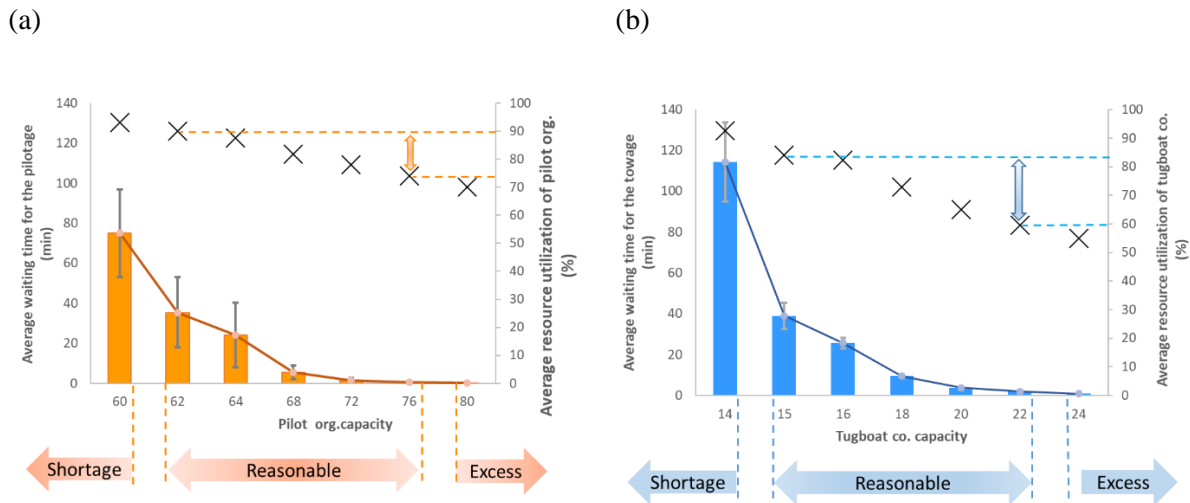 (a)
(b)
Average waiting time for the pilotage
(min)
140
120
100
80
60
40
20
0
100
90
80
70
60
50
40
30
20
10
0
Average resource utilization of pilot org.
(%)
60 62 64 68 72 76 80
Pilot org.capacity
Shortage Reasonable Excess
Average waiting time for the towage
(min)
140
120
100
80
60
40
20
0
100
90
80
70
60
50
40
30
20
10
0
Average resource utilization of tugboat co.
(%)
14 15 16 18 20 22 24
Tugboat co. capacity
Shortage Reasonable Excess